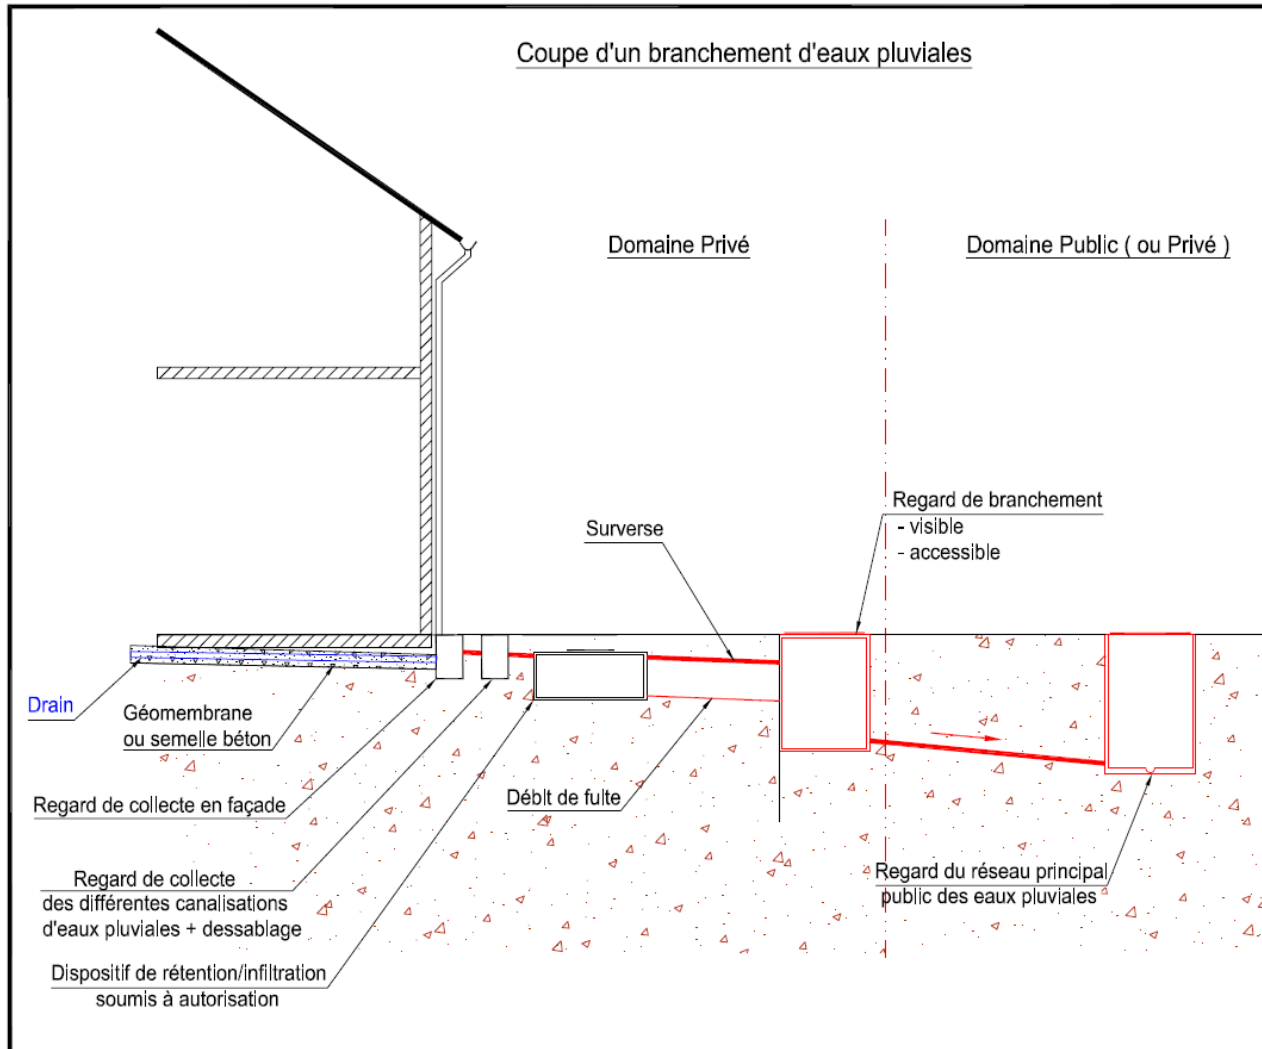 Coupe d'un branchement d'eaux pluviales
Domaine Privé
Domaine Public ( ou Privé )
Regard de branchement
- visible
- accessible
Surverse
Drain
Géomembrane
ou semelle béton
Regard de collecte en façade
Débit de fuite
Regard de collecte
des différentes canalisations
d'eaux pluviales + dessablage
Regard du réseau principal
public des eaux pluviales
Dispositif de rétention/infiltration
soumis à autorisation